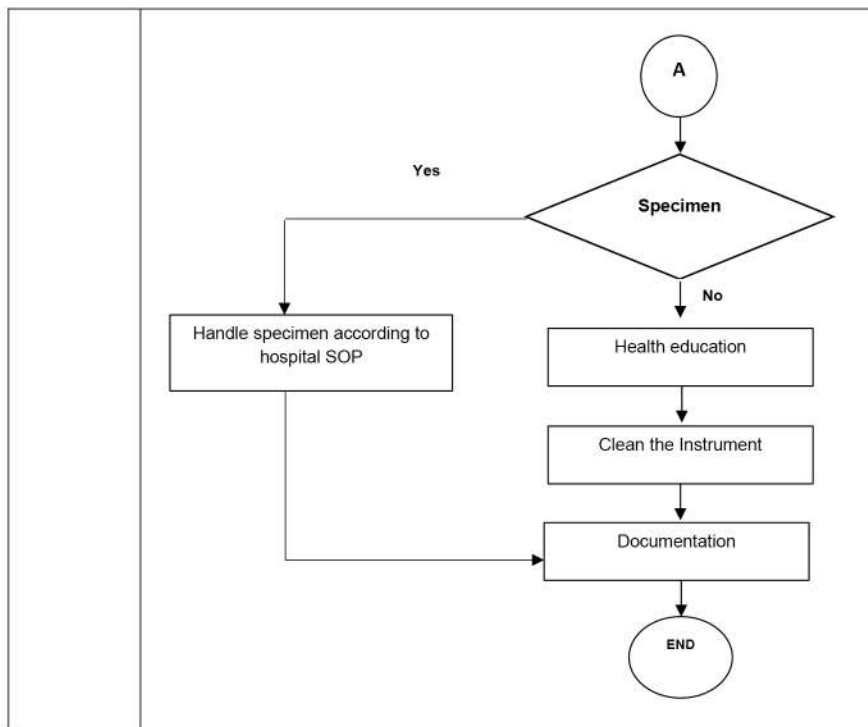 A
Yes
Specimen
No
Handle specimen according to
hospital SOP
Health education
Clean the Instrument
Documentation
END